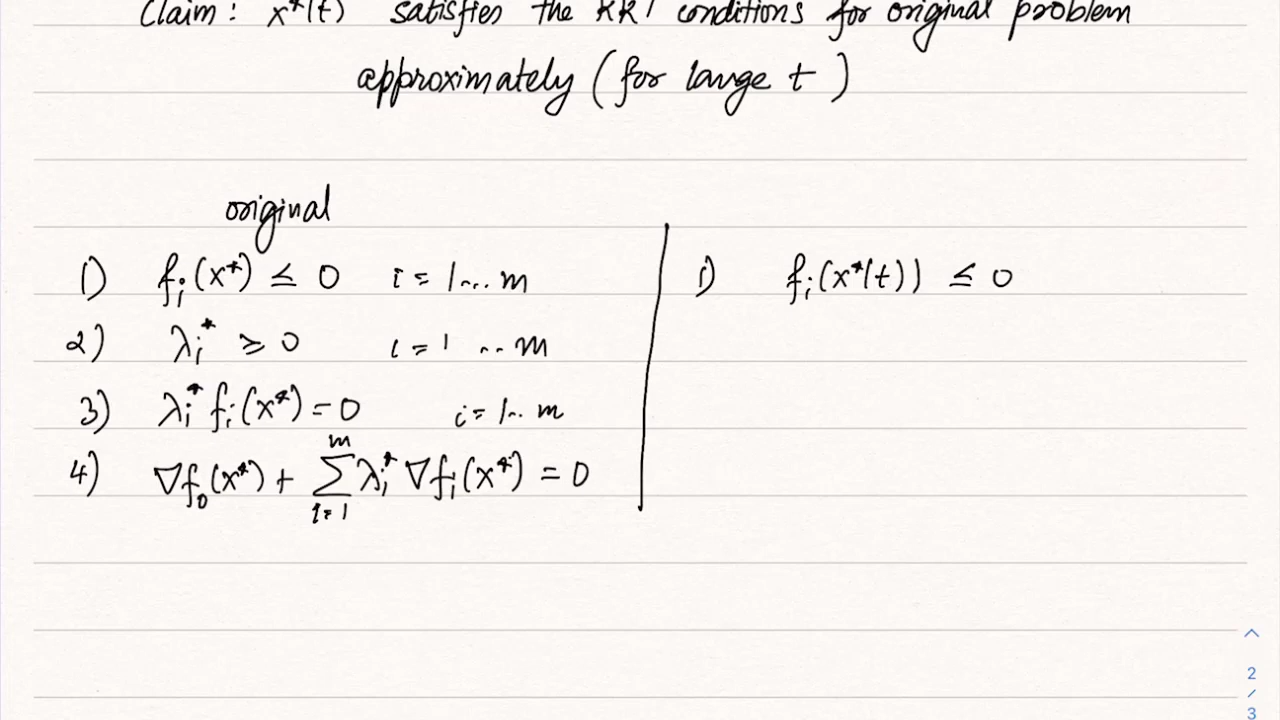 Claim : x*(t) satisfies the KKT conditions for original problem
approximately (for large t )
original
1) fᵢ(x*) ≤ 0 i = 1... m
2) λᵢ* ≥ 0 i = 1 .. m
3) λᵢ* fᵢ(x*) = 0 i = 1.. m
4) ∇f₀(x*) + ∑ᵢ₌₁ᵐ λᵢ* ∇fᵢ(x*) = 0
1) fᵢ(x*(t)) ≤ 0
2
/
3